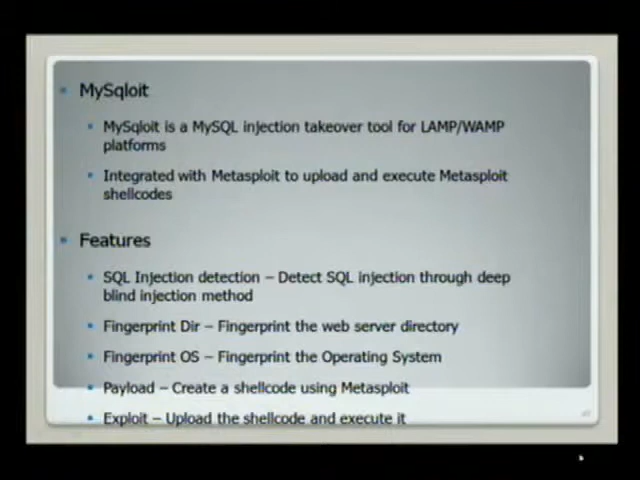 MySqloit
MySqloit is a MySQL injection takeover tool for LAMP/WAMP
platforms
Integrated with Metasploit to upload and execute Metasploit
shellcodes
Features
SQL Injection detection – Detect SQL injection through deep
blind injection method
Fingerprint Dir – Fingerprint the web server directory
Fingerprint OS – Fingerprint the Operating System
Payload – Create a shellcode using Metasploit
Exploit – Upload the shellcode and execute it